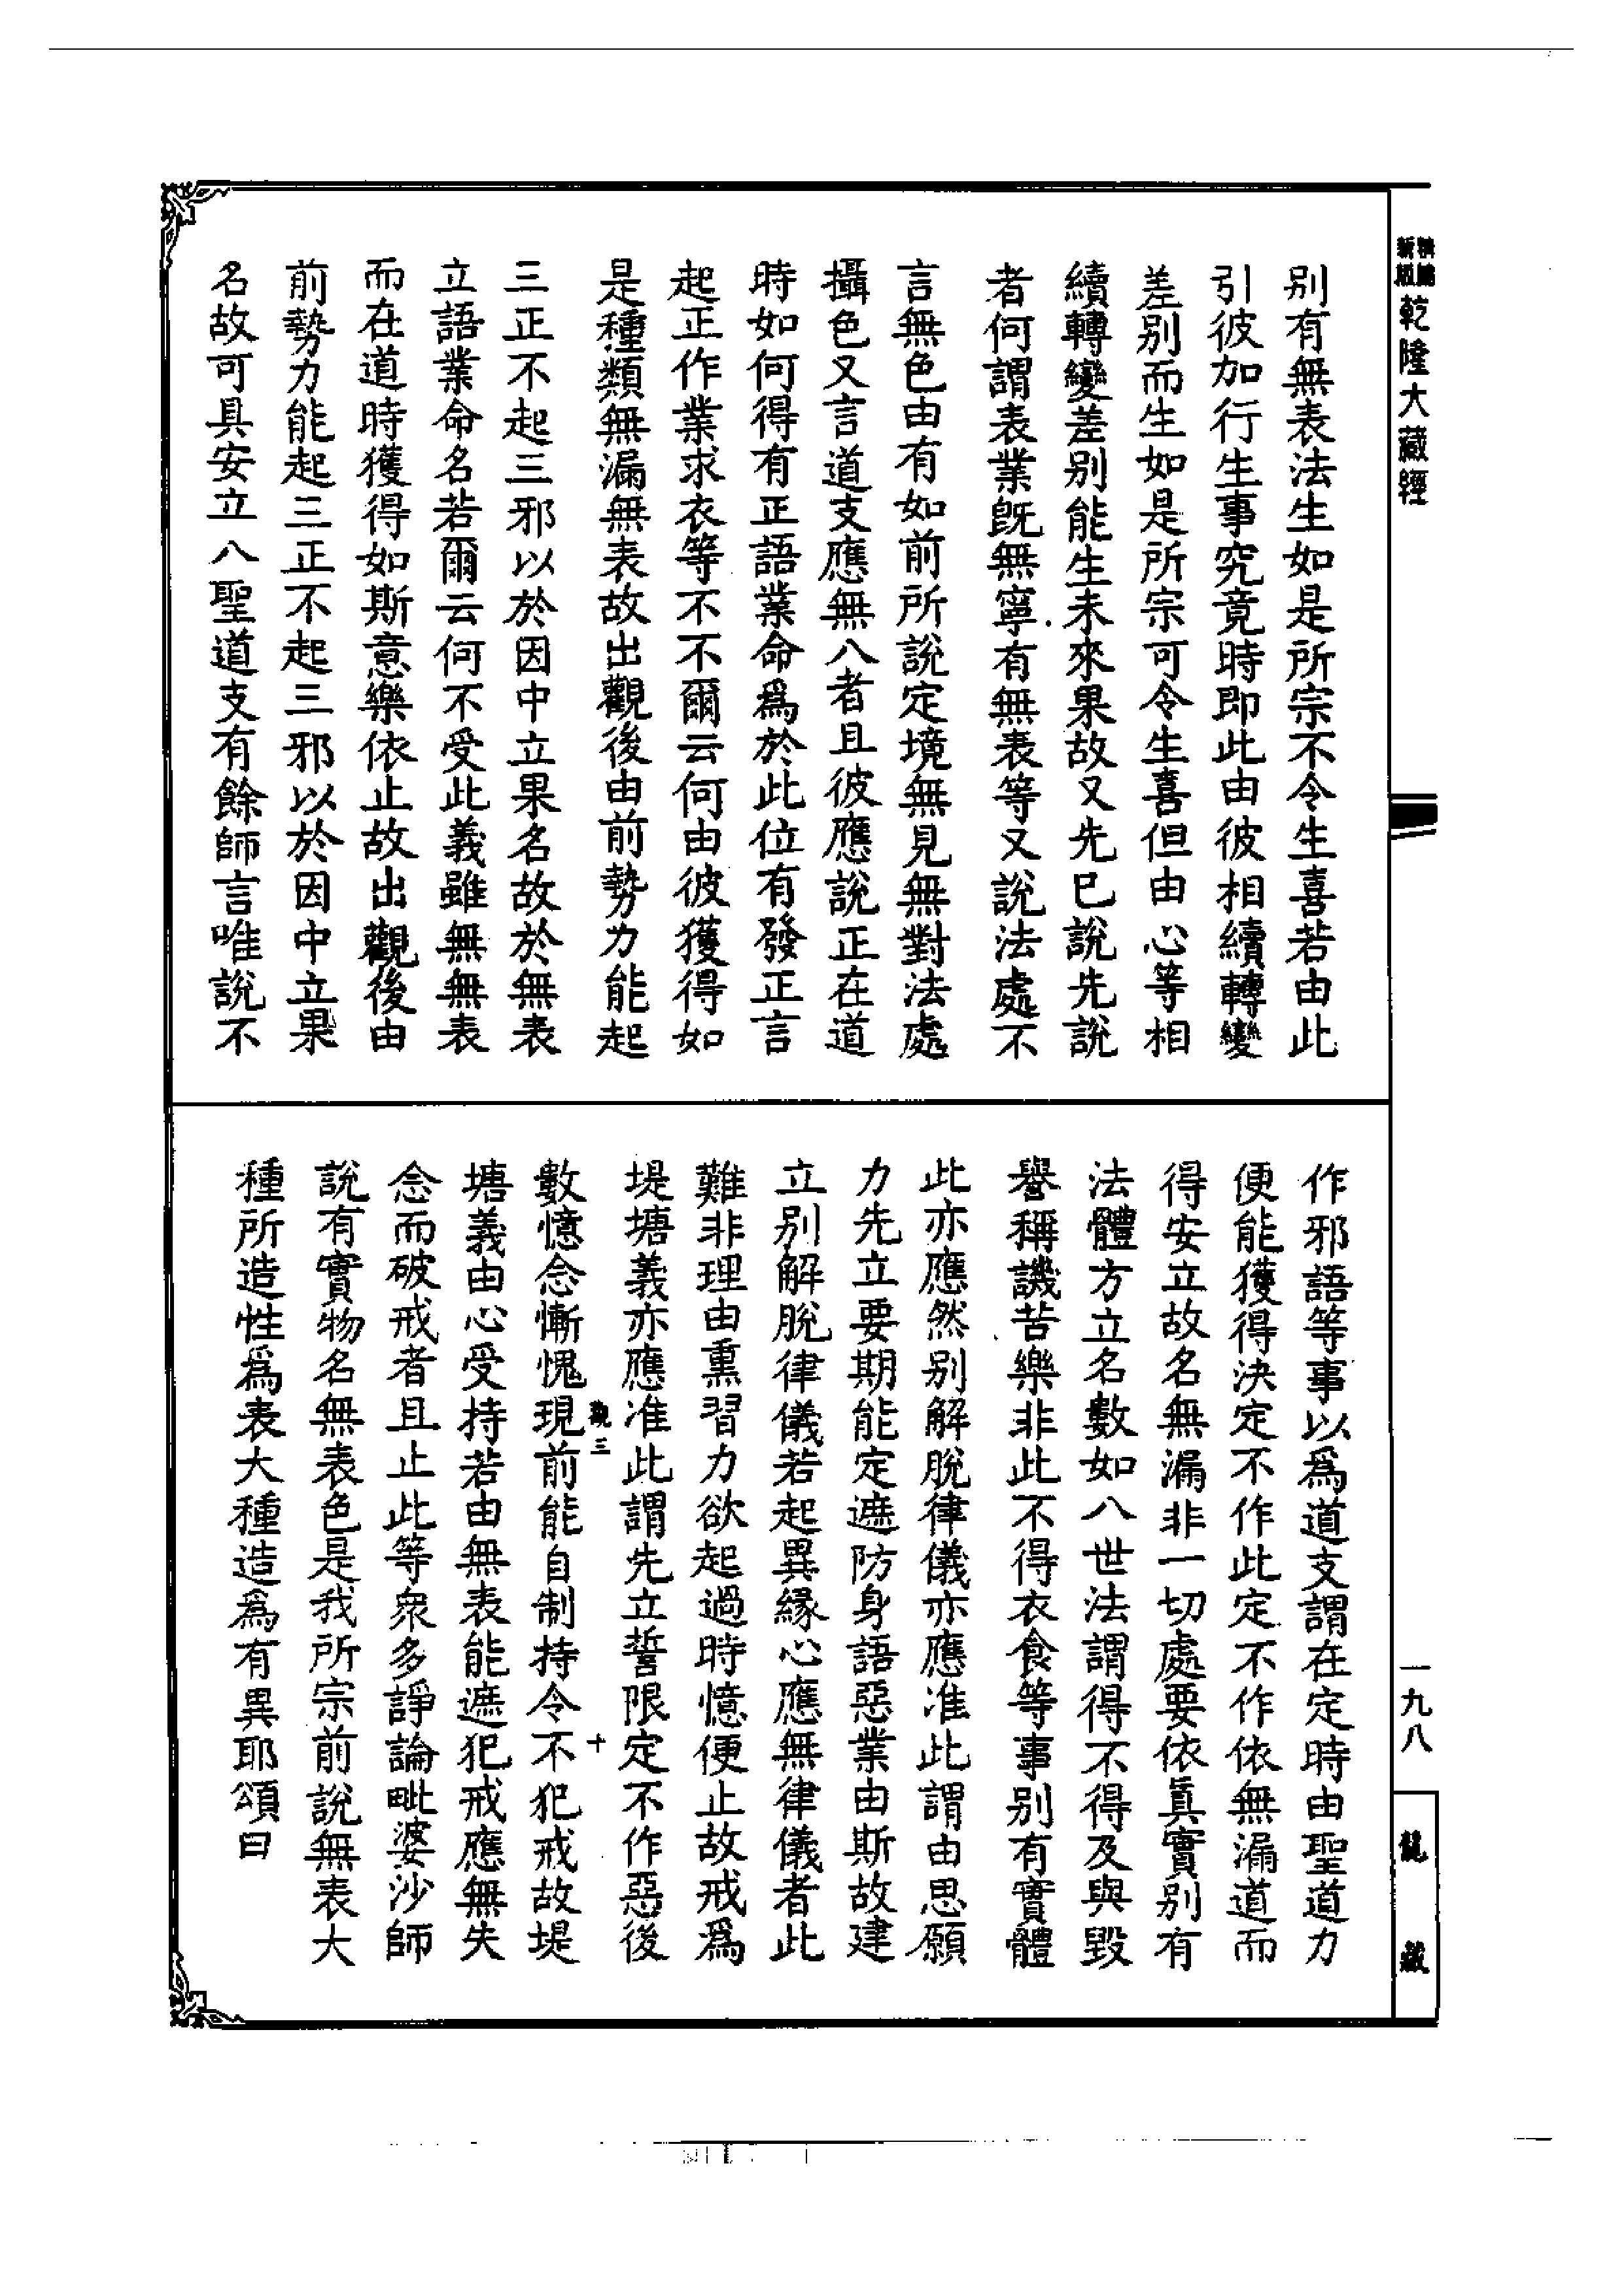 新版
精編
乾隆大藏經
别有無表法生如是所宗不令生喜若由此
引彼加行生事究竟時即此由彼相續轉變
差别而生如是所宗可令生喜但由心等相
續轉變差别能生未來果故又先已說先說
者何謂表業旣無寧有無表等又說法處不
言無色由有如前所說定境無見無對法處
攝色又言道支應無八者且彼應說正在道
時如何得有正語業命爲於此位有發正言
起正作業求衣等不不爾云何由彼獲得如
是種類無漏無表故出觀後由前勢力能起
三正不起三邪以於因中立果名故於無表
立語業命名若爾云何不受此義雖無無表
而在道時獲得如斯意樂依止故出觀後由
前勢力能起三正不起三邪以於因中立果
名故可具安立八聖道支有餘師言唯說不
作邪語等事以爲道支謂在定時由聖道力
便能獲得決定不作此定不作依無漏道而
得安立故名無漏非一切處要依眞實别有
法體方立名數如八世法謂得不得及與毀
譽稱譏苦樂非此不得衣食等事别有實體
此亦應然别解脫律儀亦應准此謂由思願
力先立要期能定遮防身語惡業由斯故建
立别解脫律儀若起異緣心應無律儀者此
難非理由熏習力欲起過時憶便止故戒爲
堤塘義亦應准此謂先立誓限定不作惡後
觀三
十
數憶念慚愧現前能自制持令不犯戒故堤
塘義由心受持若由無表能遮犯戒應無失
念而破戒者且止此等衆多諍論毗婆沙師
說有實物名無表色是我所宗前說無表大
種所造性爲表大種造爲有異耶頌曰
一九八
龍藏